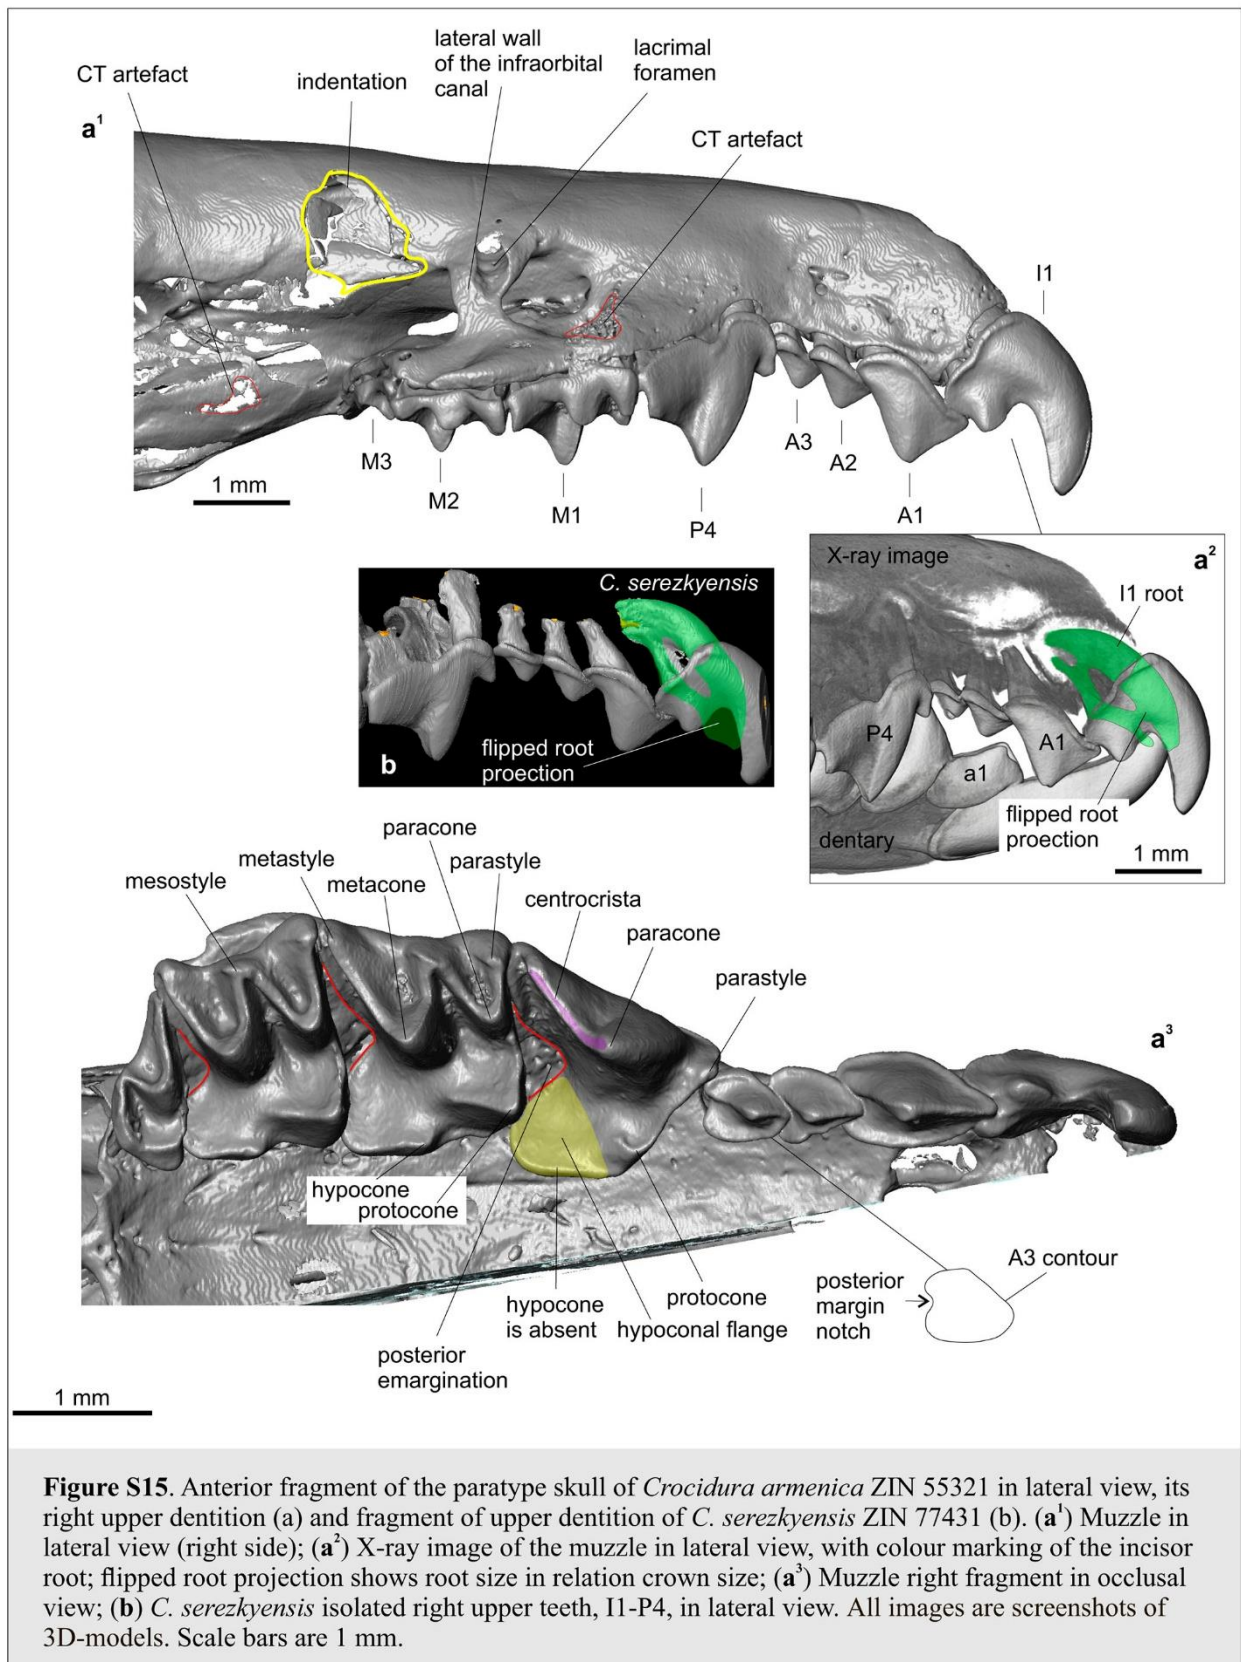 lateral wall
of the infraorbital
canal
lacrimal
foramen
CT artefact
indentation
a¹
CT artefact
I1
M3
M2
M1
P4
A3
A2
A1
1 mm
X-ray image
a²
I1 root
P4
A1
a1
dentary
flipped root
proection
1 mm
C. serezkyensis
flipped root
proection
b
paracone
metastyle
parastyle
mesostyle
metacone
centrocrista
paracone
parastyle
a³
hypocone
protocone
hypocone
is absent
protocone
hypoconal flange
posterior
emargination
posterior
margin
notch
A3 contour
1 mm
Figure S15. Anterior fragment of the paratype skull of Crocidura armenica ZIN 55321 in lateral view, its
right upper dentition (a) and fragment of upper dentition of C. serezkyensis ZIN 77431 (b). (a¹) Muzzle in
lateral view (right side); (a²) X-ray image of the muzzle in lateral view, with colour marking of the incisor
root; flipped root projection shows root size in relation crown size; (a³) Muzzle right fragment in occlusal
view; (b) C. serezkyensis isolated right upper teeth, I1-P4, in lateral view. All images are screenshots of
3D-models. Scale bars are 1 mm.